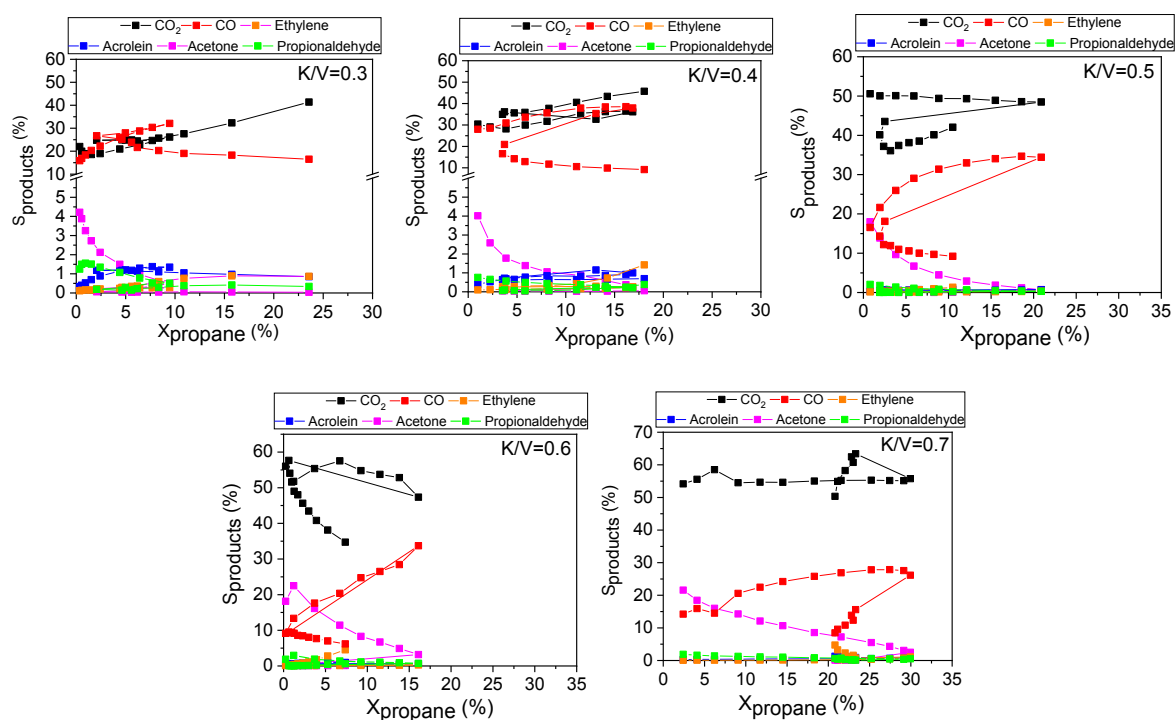 CO₂ CO Ethylene
Acrolein Acetone Propionaldehyde
K/V=0.3
60
50
40
30
20
10
5
4
3
2
1
0
Sproducts (%)
0 5 10 15 20 25 30
Xpropane (%)
CO₂ CO Ethylene
Acrolein Acetone Propionaldehyde
K/V=0.4
60
50
40
30
20
10
5
4
3
2
1
0
Sproducts(%)
0 5 10 15 20 25 30
Xpropane (%)
CO₂ CO Ethylene
Acrolein Acetone Propionaldehyde
K/V=0.5
60
50
40
30
20
10
0
Sproducts(%)
0 5 10 15 20 25 30 35
Xpropane (%)
CO₂ CO Ethylene
Acrolein Acetone Propionaldehyde
K/V=0.6
60
50
40
30
20
10
0
Sproducts (%)
0 5 10 15 20 25 30
Xpropane (%)
CO₂ CO Ethylene
Acrolein Acetone Propionaldehyde
K/V=0.7
70
60
50
40
30
20
10
0
Sproducts (%)
0 5 10 15 20 25 30 35
Xpropane (%)